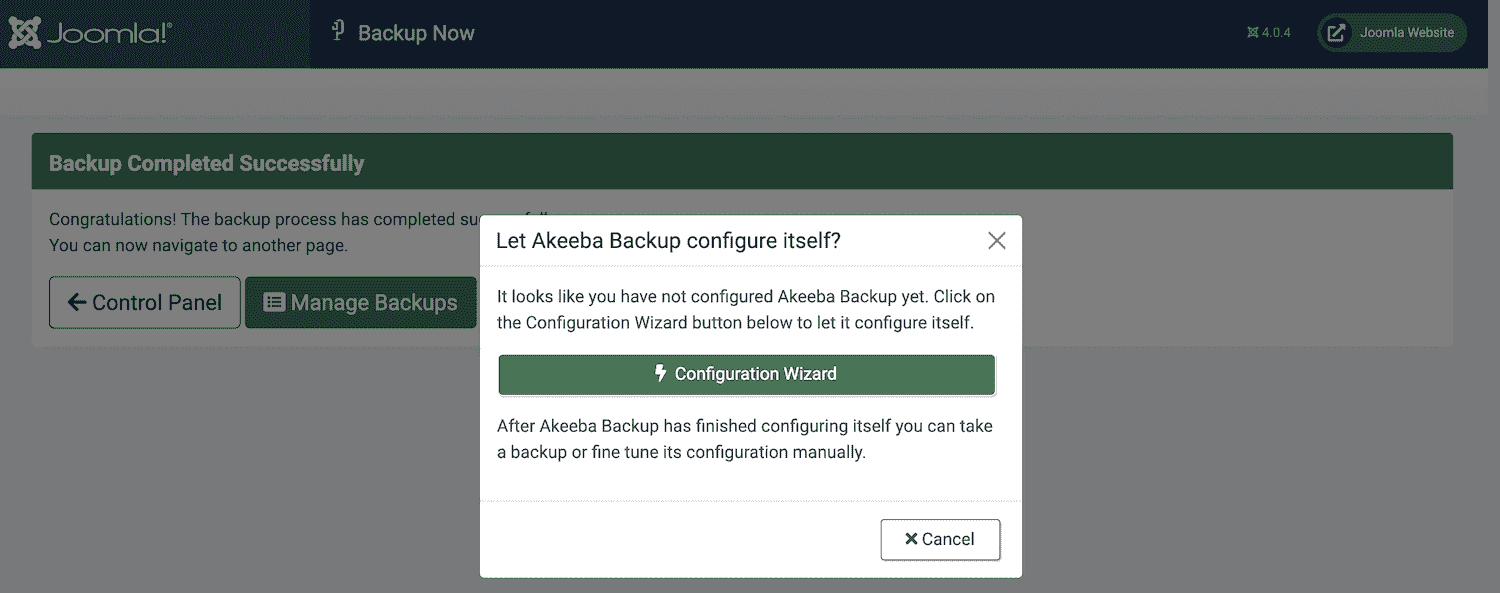 Joomla!®
Backup Now
4.0.4
Joomla Website
Backup Completed Successfully
Congratulations! The backup process has completed
You can now navigate to another page.
Control Panel
Manage Backups
Let Akeeba Backup configure itself?
It looks like you have not configured Akeeba Backup yet. Click on
the Configuration Wizard button below to let it configure itself.
Configuration Wizard
After Akeeba Backup has finished configuring itself you can take
a backup or fine tune its configuration manually.
Cancel